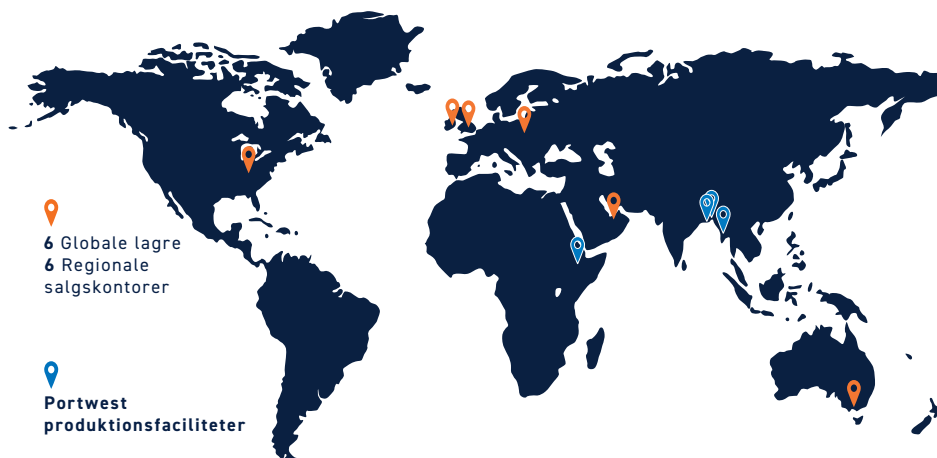 6 Globale lagre
6 Regionale
salgskontorer
Portwest
produktionsfaciliteter